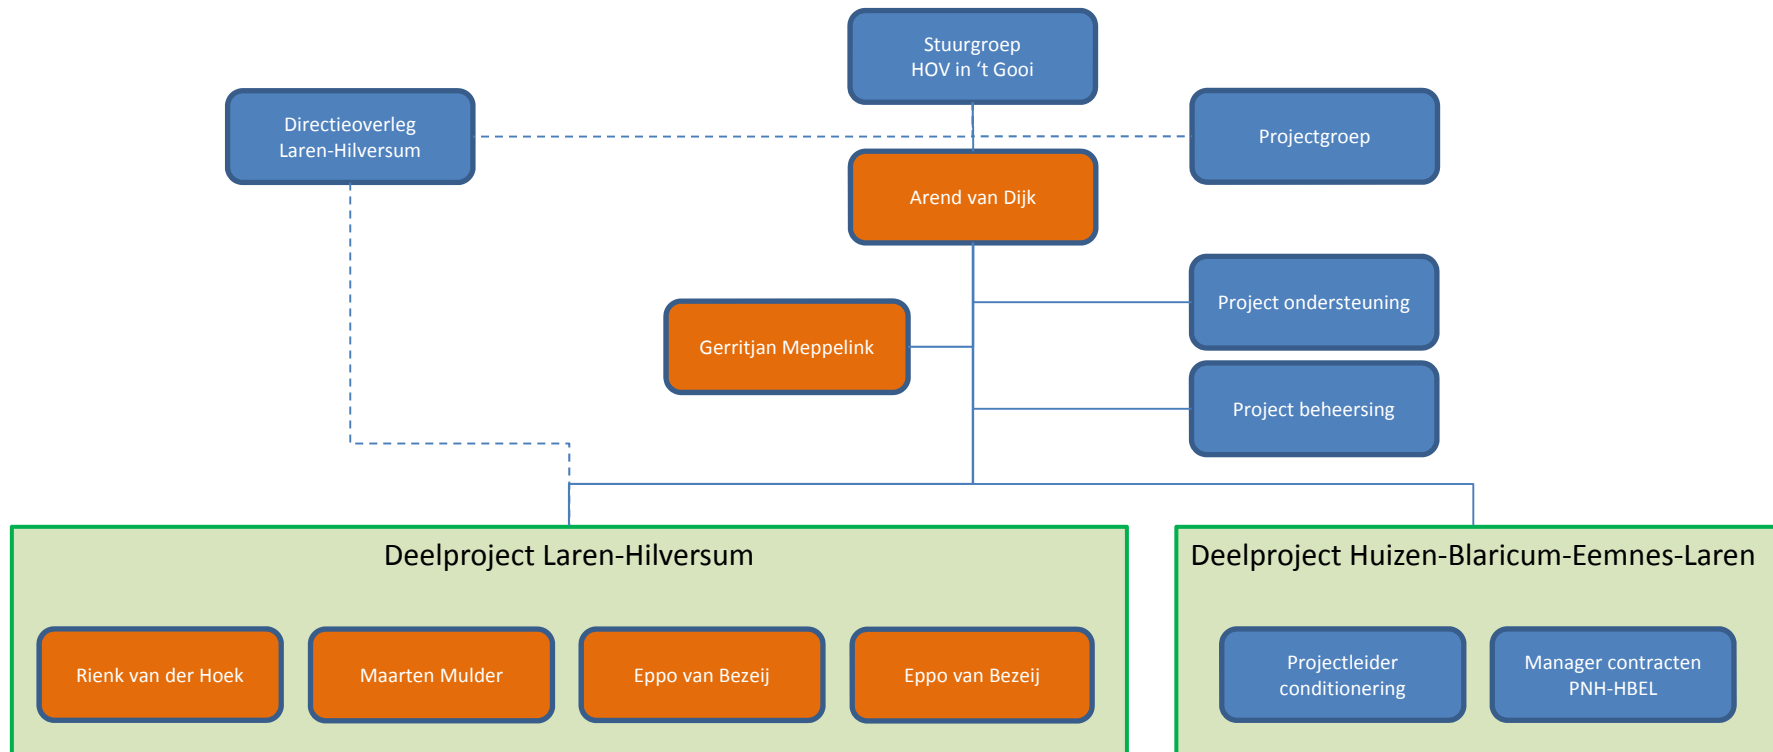 Stuurgroep
HOV in ‘t Gooi
Directieoverleg
Laren-Hilversum
Projectgroep
Arend van Dijk
Project ondersteuning
Gerritjan Meppelink
Project beheersing
Deelproject Laren-Hilversum
Deelproject Huizen-Blaricum-Eemnes-Laren
Rienk van der Hoek
Maarten Mulder
Eppo van Bezeij
Eppo van Bezeij
Projectleider
conditionering
Manager contracten
PNH-HBEL